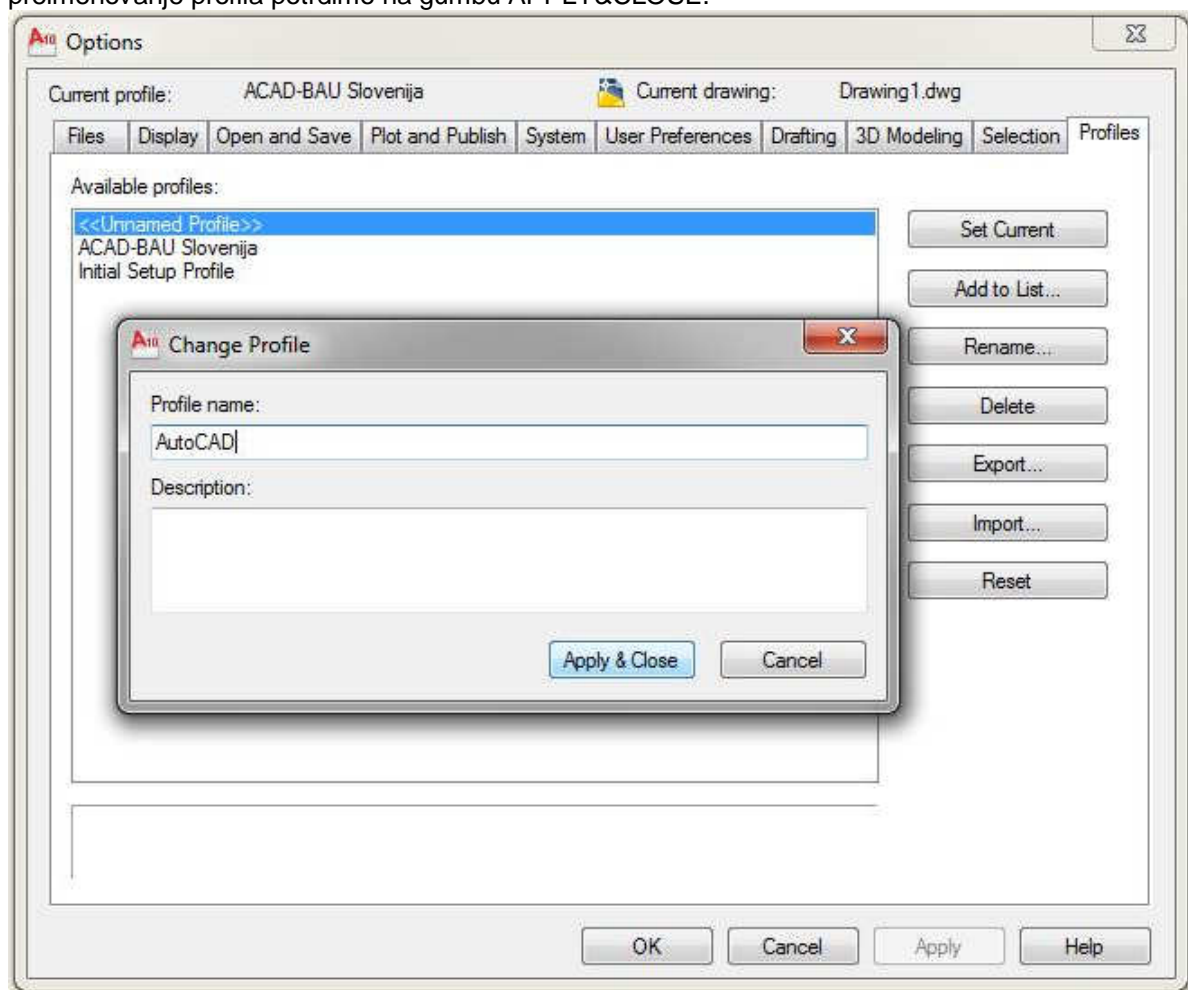 preimenovanje profila potrdimo na gumbu APPLY&CLOSE.
Options
Current profile: ACAD-BAU Slovenija Current drawing: Drawing1.dwg
Files Display Open and Save Plot and Publish System User Preferences Drafting 3D Modeling Selection Profiles
Available profiles:
<<Unnamed Profile>>
ACAD-BAU Slovenija
Initial Setup Profile
Set Current
Add to List...
Rename...
Delete
Export...
Import...
Reset
Change Profile
Profile name:
AutoCAD
Description:
Apply & Close Cancel
OK Cancel Apply Help